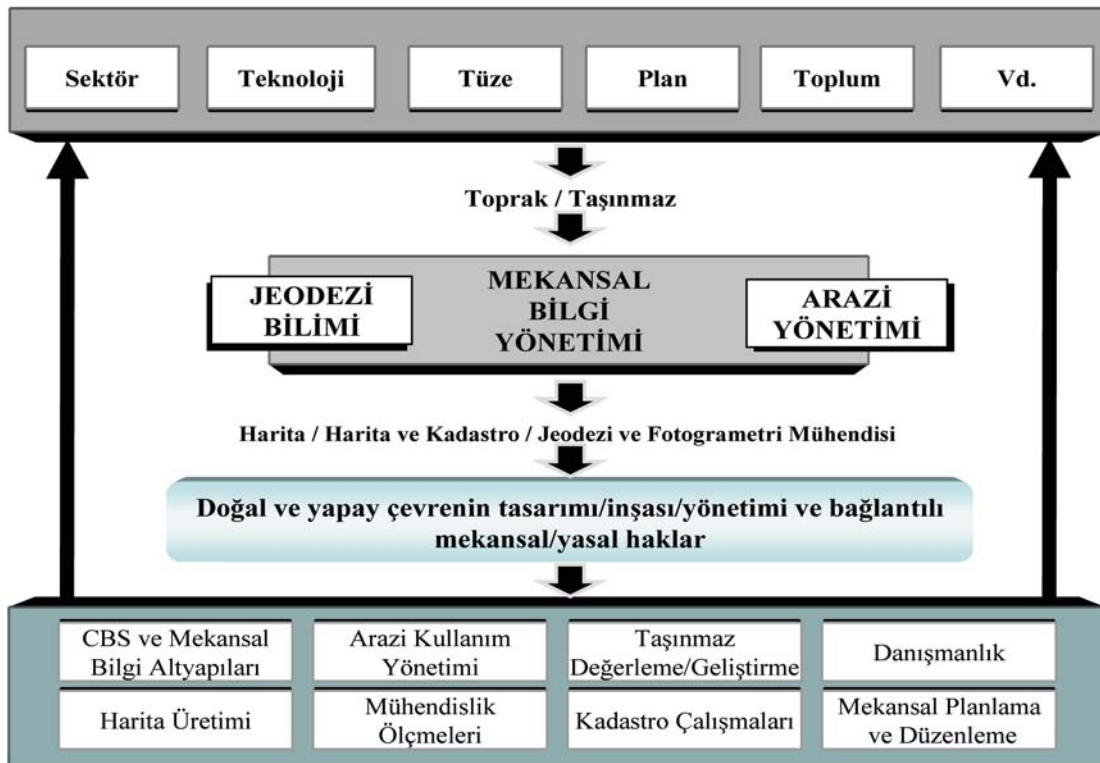 Sektör
Teknoloji
Tüze
Plan
Toplum
Vd.
Toprak / Taşınmaz
JEODEZİ
BİLİMİ
MEKANSAL
BİLGİ
YÖNETİMİ
ARAZİ
YÖNETİMİ
Harita / Harita ve Kadastro / Jeodezi ve Fotogrametri Mühendisi
Doğal ve yapay çevrenin tasarımı/inşası/yönetimi ve bağlantılı
mekansal/yasal haklar
CBS ve Mekansal
Bilgi Altyapıları
Arazi Kullanım
Yönetimi
Taşınmaz
Değerleme/Geliştirme
Danışmanlık
Harita Üretimi
Mühendislik
Ölçmeleri
Kadastro Çalışmaları
Mekansal Planlama
ve Düzenleme